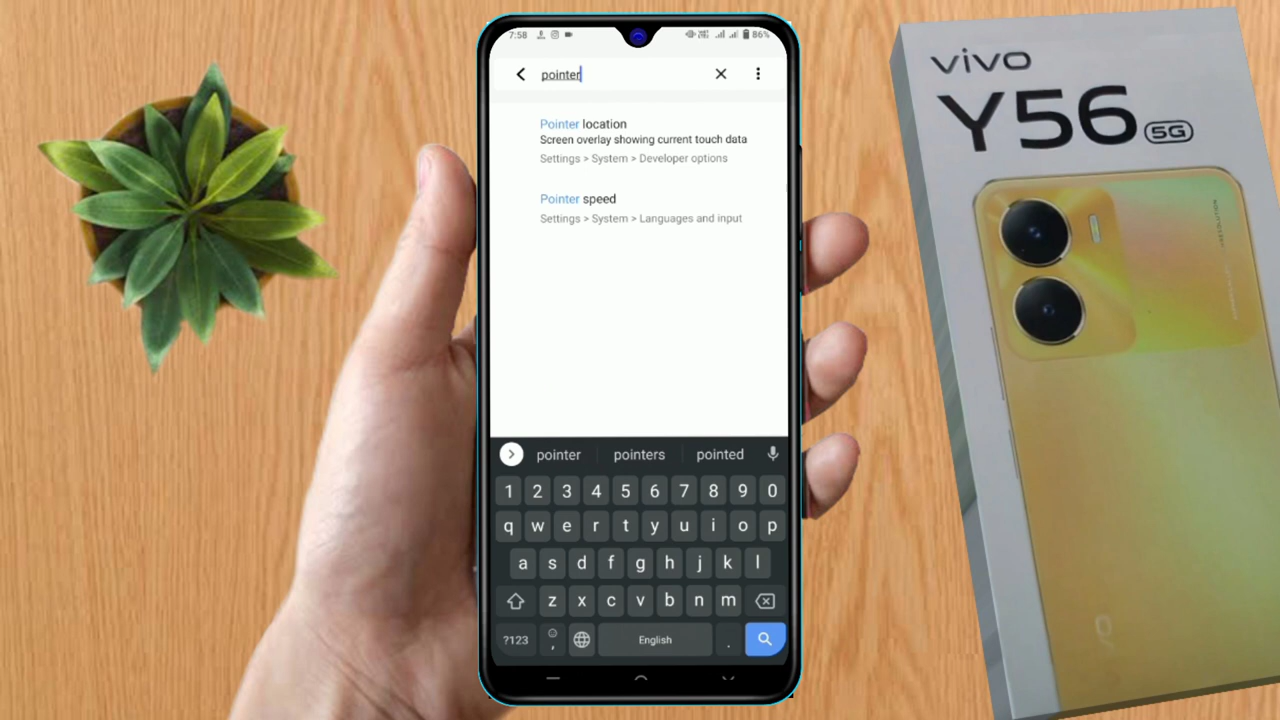 7:58
86%
pointer
Pointer location
Screen overlay showing current touch data
Settings > System > Developer options
Pointer speed
Settings > System > Languages and input
pointer pointers pointed
1 2 3 4 5 6 7 8 9 0
q w e r t y u i o p
a s d f g h j k l
z x c v b n m
?123 , English .
vivo
Y56 5G